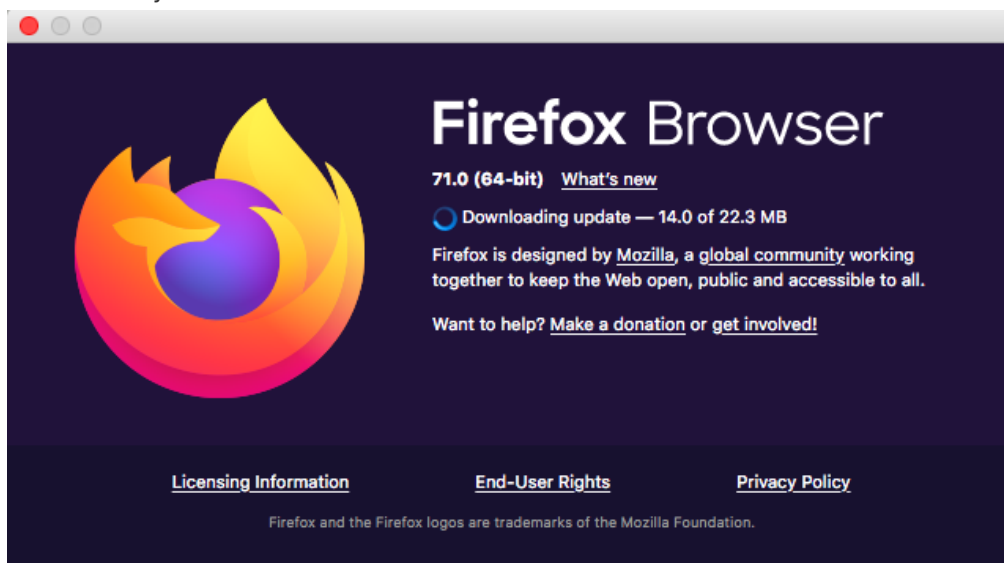 Firefox Browser
71.0 (64-bit) What's new
Downloading update — 14.0 of 22.3 MB
Firefox is designed by Mozilla, a global community working
together to keep the Web open, public and accessible to all.
Want to help? Make a donation or get involved!
Licensing Information End-User Rights Privacy Policy
Firefox and the Firefox logos are trademarks of the Mozilla Foundation.